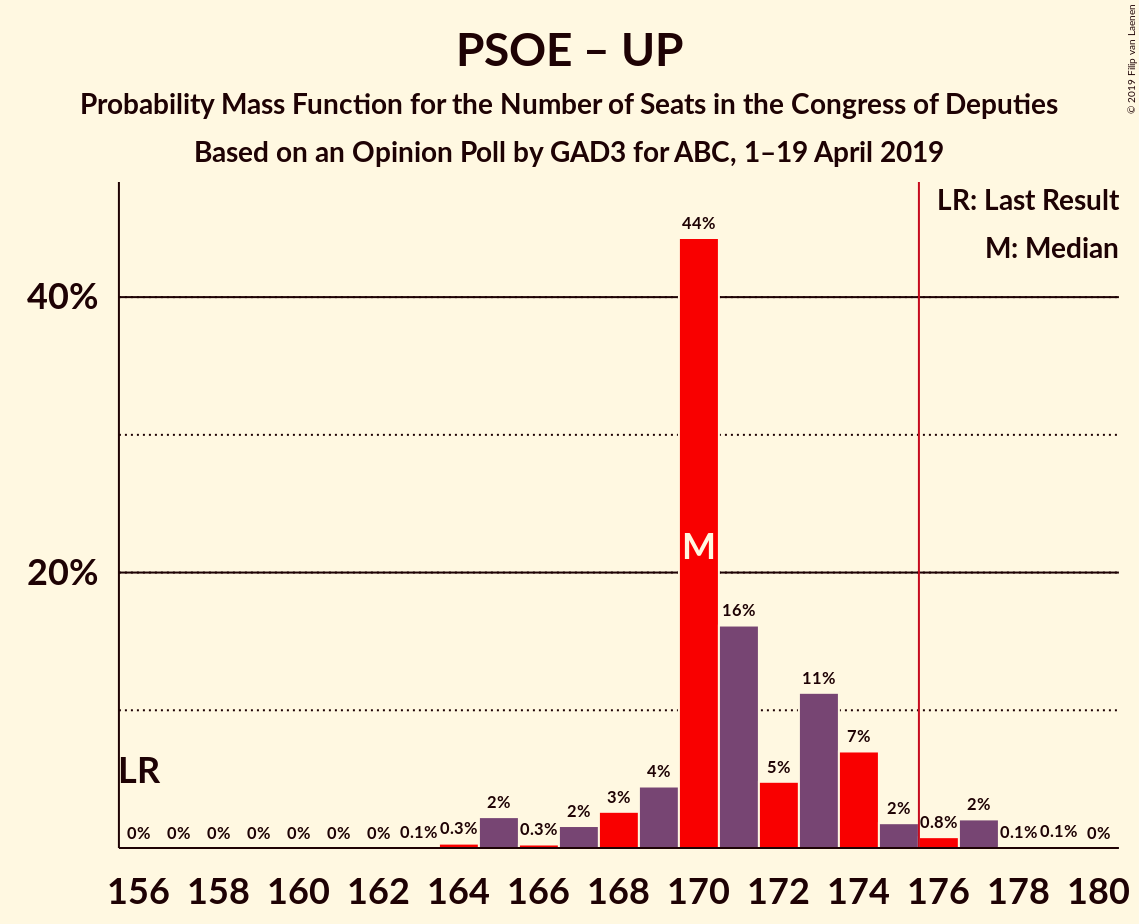 PSOE – UP
Probability Mass Function for the Number of Seats in the Congress of Deputies
Based on an Opinion Poll by GAD3 for ABC, 1–19 April 2019
© 2019 Filip van Laenen
LR: Last Result
M: Median
44%
40%
M
20%
16%
11%
7%
5%
4%
3%
2%
2%
2%
2%
LR
0% 0% 0% 0% 0% 0% 0% 0.1% 0.3% 0.3% 0.8% 0.1% 0.1% 0%
156 158 160 162 164 166 168 170 172 174 176 178 180